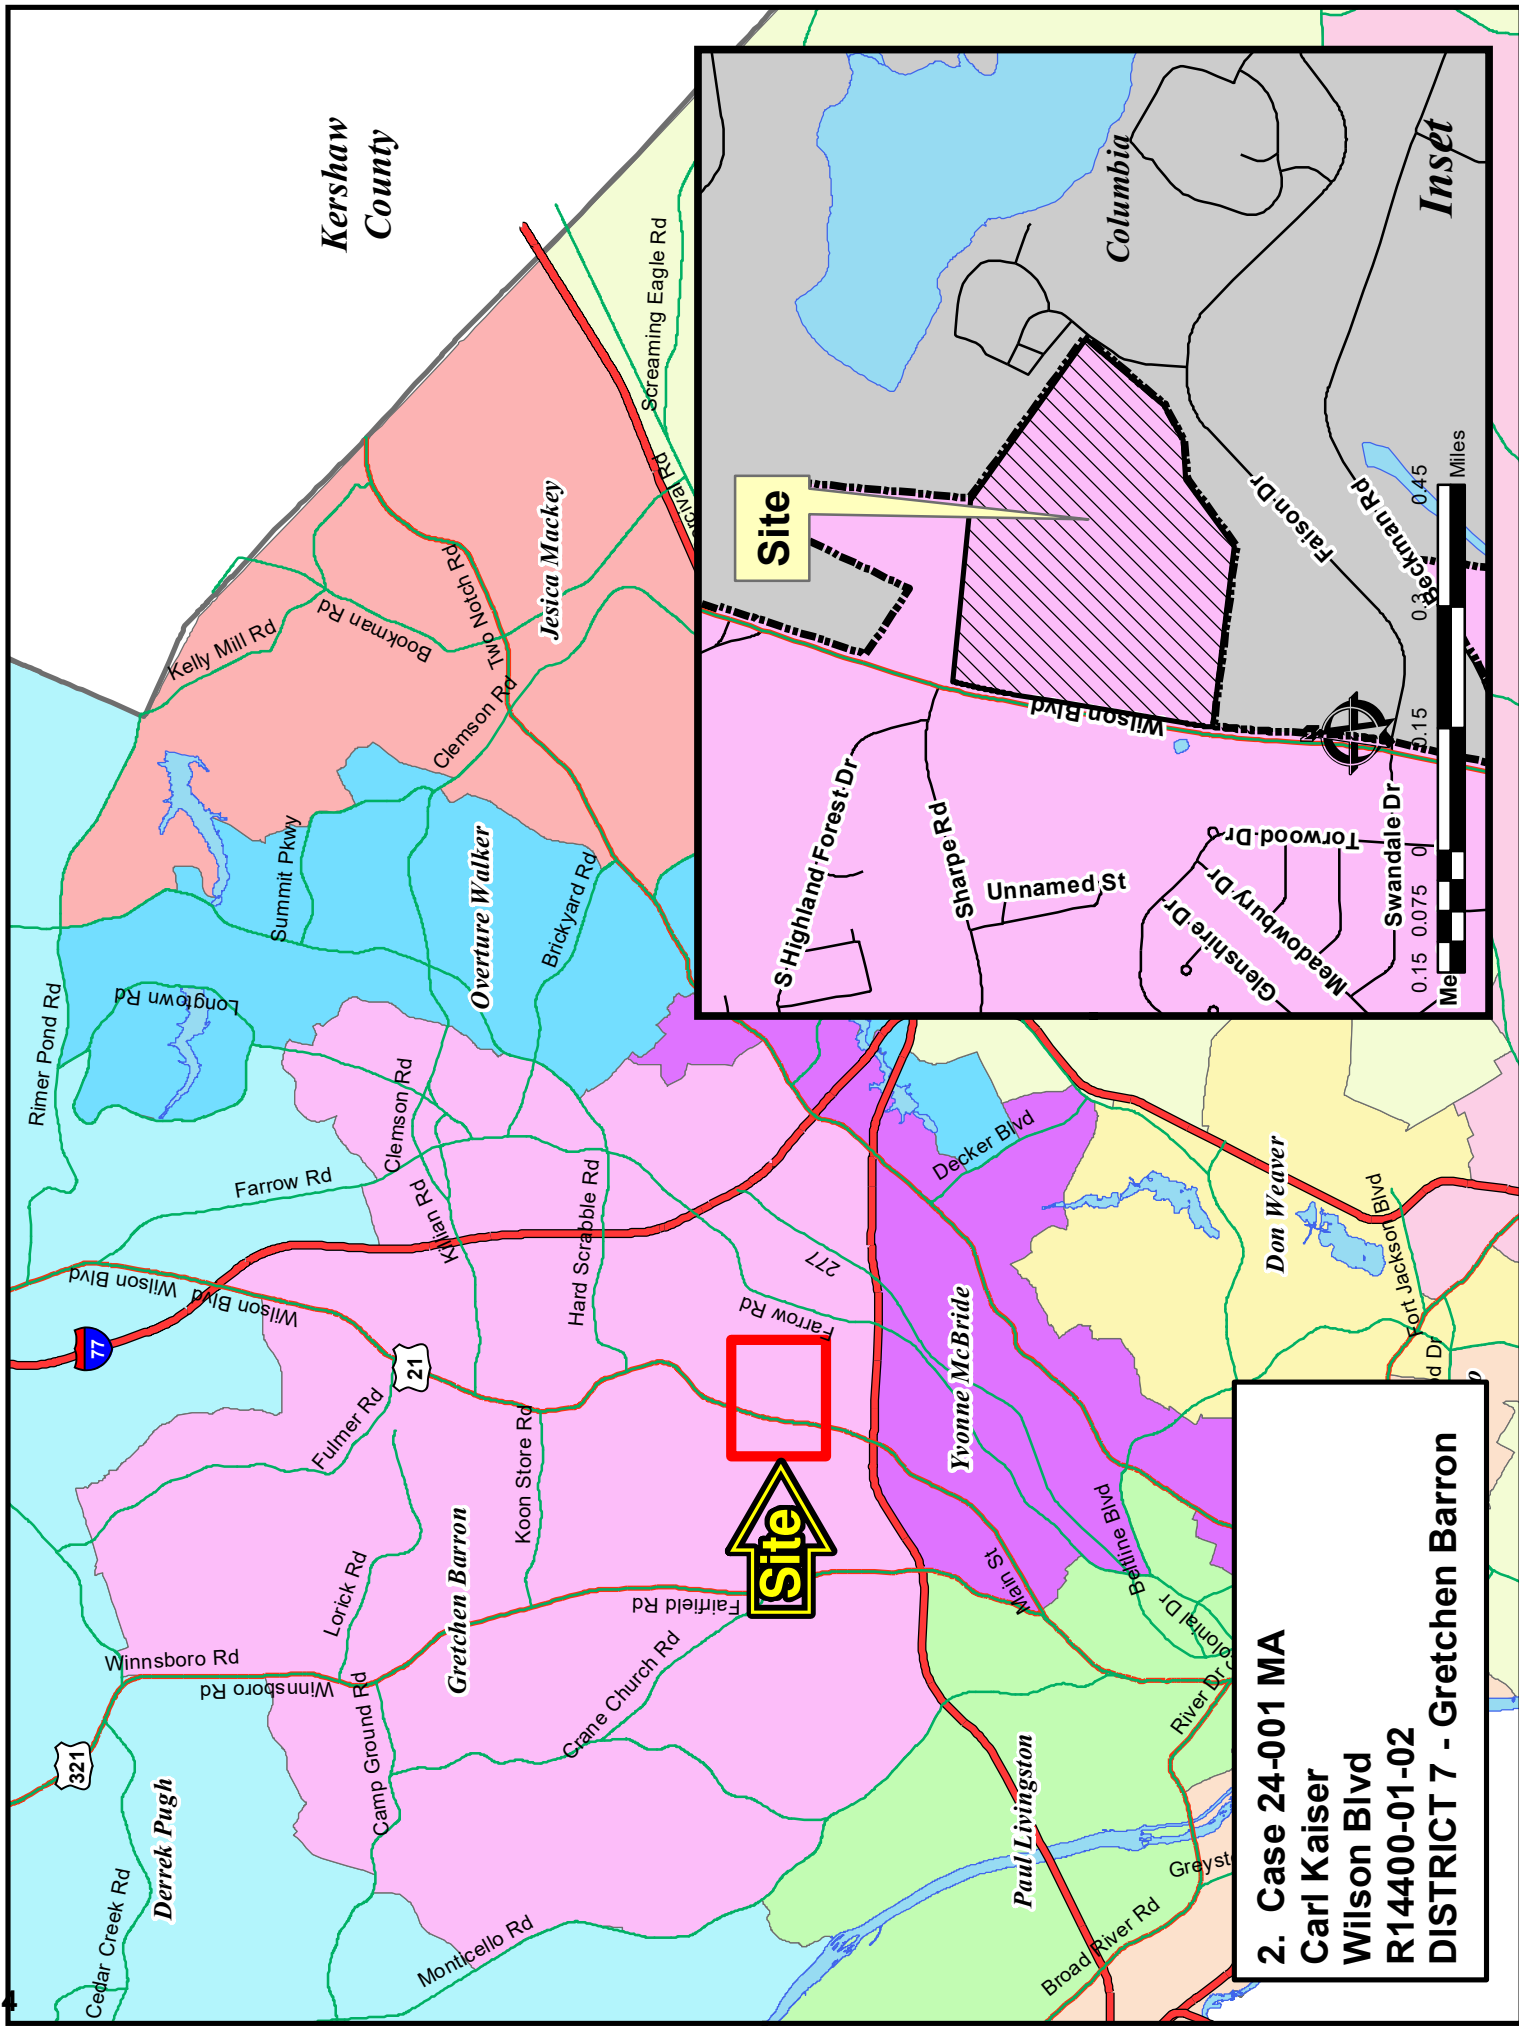 4
Kershaw
County
Cedar Creek Rd
Derrek Pugh
321
Winnsboro Rd
Winnsboro Rd
Camp Ground Rd
Lorick Rd
Fulmer Rd
21
77
Wilson Blvd
Wilson Blvd
Wilson Blvd
Rimer Pond Rd
Longtown Rd
Farrow Rd
Clemson Rd
Killian Rd
Summit Pkwy
Kelly Mill Rd
Bookman Rd
Two Notch Rd
Clemson Rd
Jesica Mackey
Overture Walker
Brickyard Rd
Screaming Eagle Rd
Gretchen Barron
Koon Store Rd
Hard Scrabble Rd
Monticello Rd
Crane Church Rd
Fairfield Rd
Site
Farrow Rd
277
Yvonne McBride
Decker Blvd
Main St
Beltline Blvd
Colonial Dr
River Dr
Paul Livingston
Broad River Rd
Don Weaver
Fort Jackson Blvd
Site
Columbia
Inset
S Highland Forest Dr
Sharpe Rd
Unnamed St
Wilson Blvd
Glenshire Dr
Meadowbury Dr
Torwood Dr
Swandale Dr
Faison Dr
Beckman Rd
0.15 0.075 0 0.15 0.3 0.45
Miles
2. Case 24-001 MA
Carl Kaiser
Wilson Blvd
R14400-01-02
DISTRICT 7 - Gretchen Barron